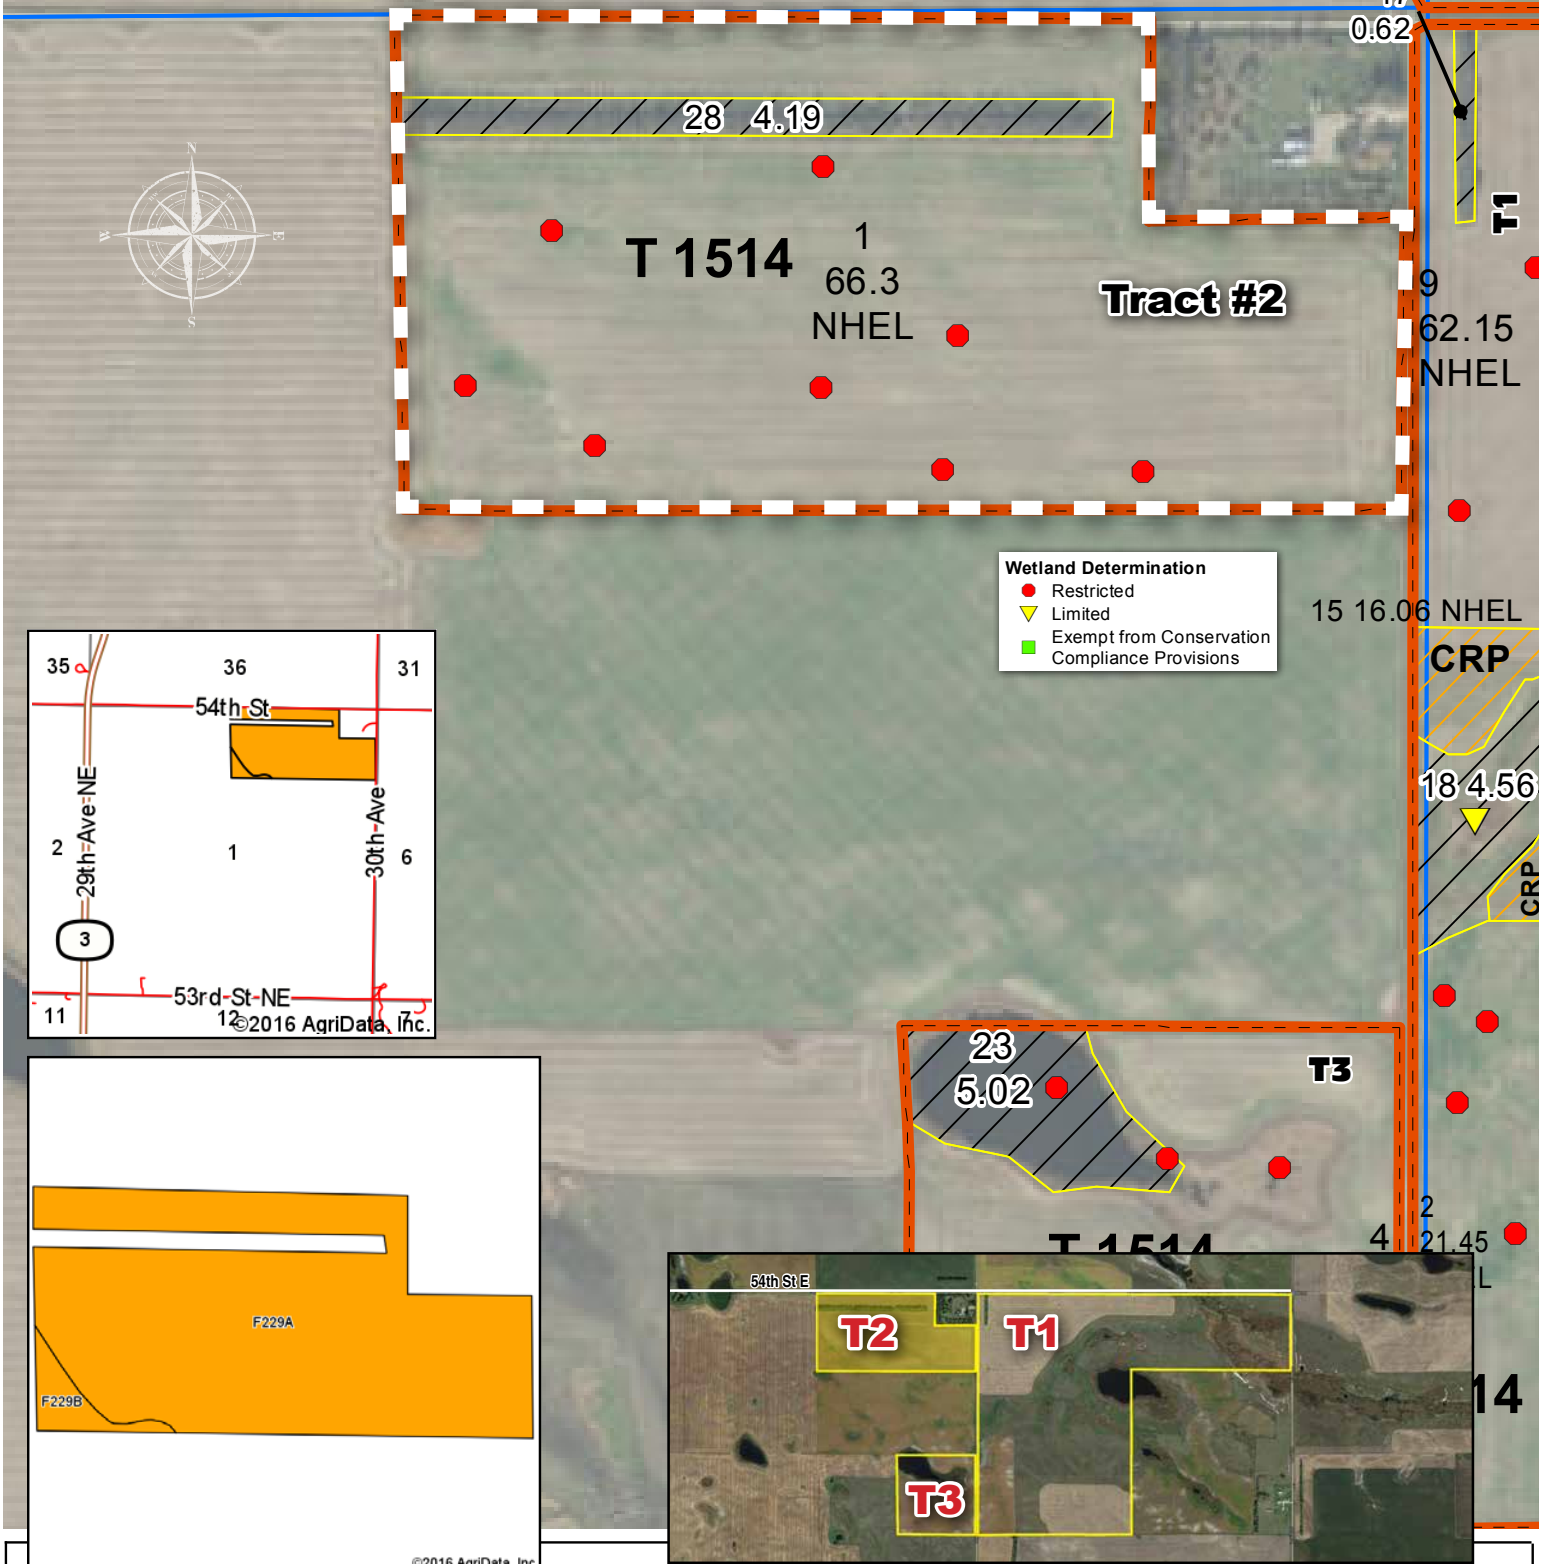 0.62
28 4.19
N
W
E
S
T1
T 1514
1
66.3
NHEL
Tract #2
9
62.15
NHEL
Wetland Determination
Restricted
Limited
Exempt from Conservation
Compliance Provisions
15 16.06 NHEL
CRP
18 4.56
CRP
35
36
31
54th St
29th Ave NE
30th Ave
2
1
6
3
53rd St NE
11
12
7
©2016 AgriData, Inc.
23
5.02
T3
T 1514
4
2
21.45
F229A
F229B
©2016 AgriData, Inc
54th St E
T2
T1
T3
14